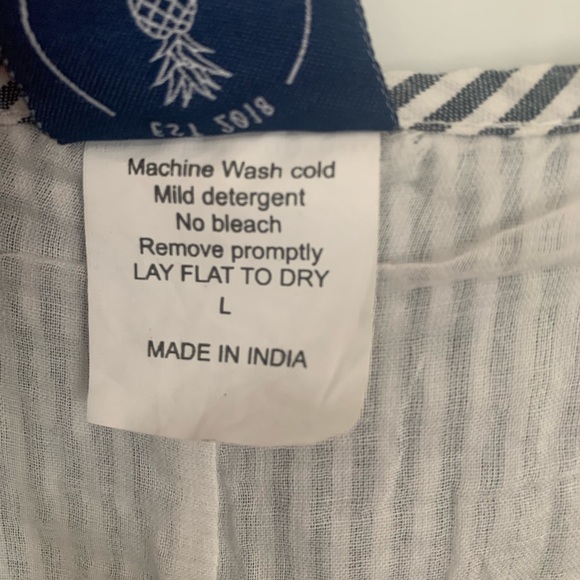 EST 2018
Machine Wash cold
Mild detergent
No bleach
Remove promptly
LAY FLAT TO DRY
L
MADE IN INDIA